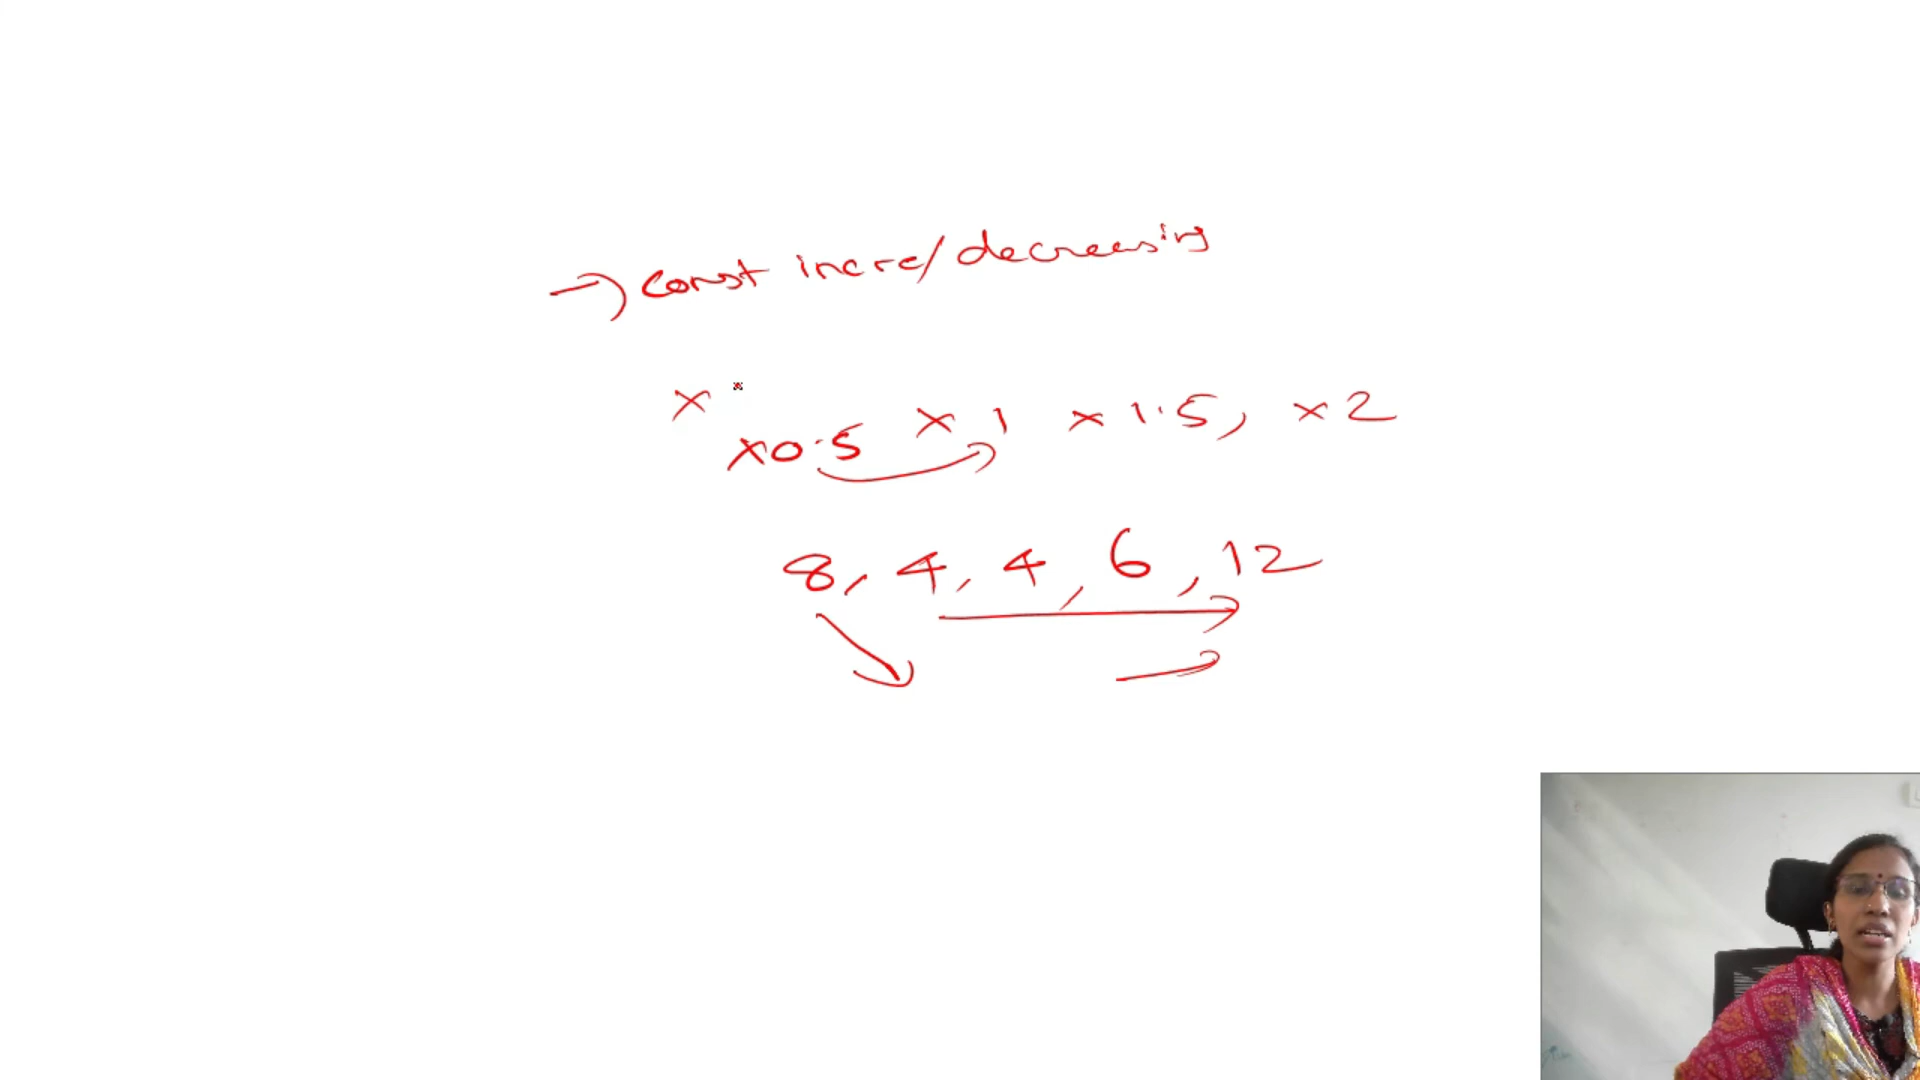 → const incre/decreasing
×
×0.5 × 1 × 1.5, × 2
8, 4, 4, 6, 12